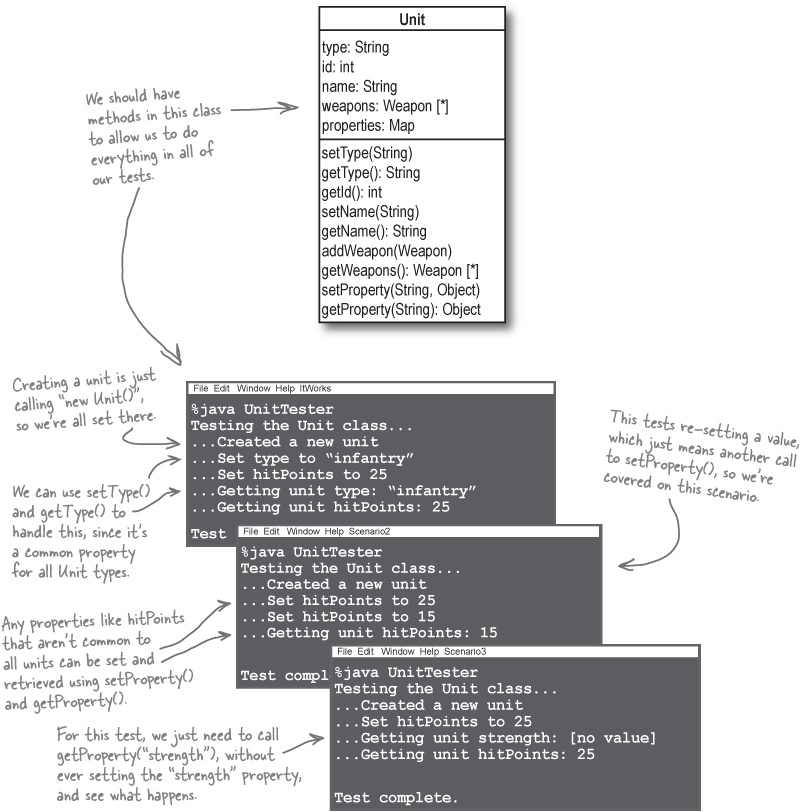 Unit
type: String
id: int
name: String
weapons: Weapon [*]
properties: Map
setType(String)
getType(): String
getId(): int
setName(String)
getName(): String
addWeapon(Weapon)
getWeapons(): Weapon [*]
setProperty(String, Object)
getProperty(String): Object
We should have
methods in this class
to allow us to do
everything in all of
our tests.
Creating a unit is just
calling “new Unit()”,
so we’re all set there.
We can use setType()
and getType() to
handle this, since it’s
a common property
for all Unit types.
File Edit Window Help ItWorks
%java UnitTester
Testing the Unit class...
...Created a new unit
...Set type to “infantry”
...Set hitPoints to 25
...Getting unit type: “infantry”
...Getting unit hitPoints: 25
Test
This tests re-setting a value,
which just means another call
to setProperty(), so we’re
covered on this scenario.
File Edit Window Help Scenario2
%java UnitTester
Testing the Unit class...
...Created a new unit
...Set hitPoints to 25
...Set hitPoints to 15
...Getting unit hitPoints: 15
Test compl
Any properties like hitPoints
that aren’t common to
all units can be set and
retrieved using setProperty()
and getProperty().
File Edit Window Help Scenario3
%java UnitTester
Testing the Unit class...
...Created a new unit
...Set hitPoints to 25
...Getting unit strength: [no value]
...Getting unit hitPoints: 25
Test complete.
For this test, we just need to call
getProperty(“strength”), without
ever setting the “strength” property,
and see what happens.